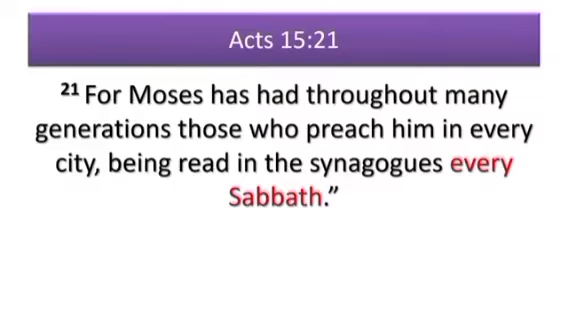 Acts 15:21
21 For Moses has had throughout many
generations those who preach him in every
city, being read in the synagogues every
Sabbath.”